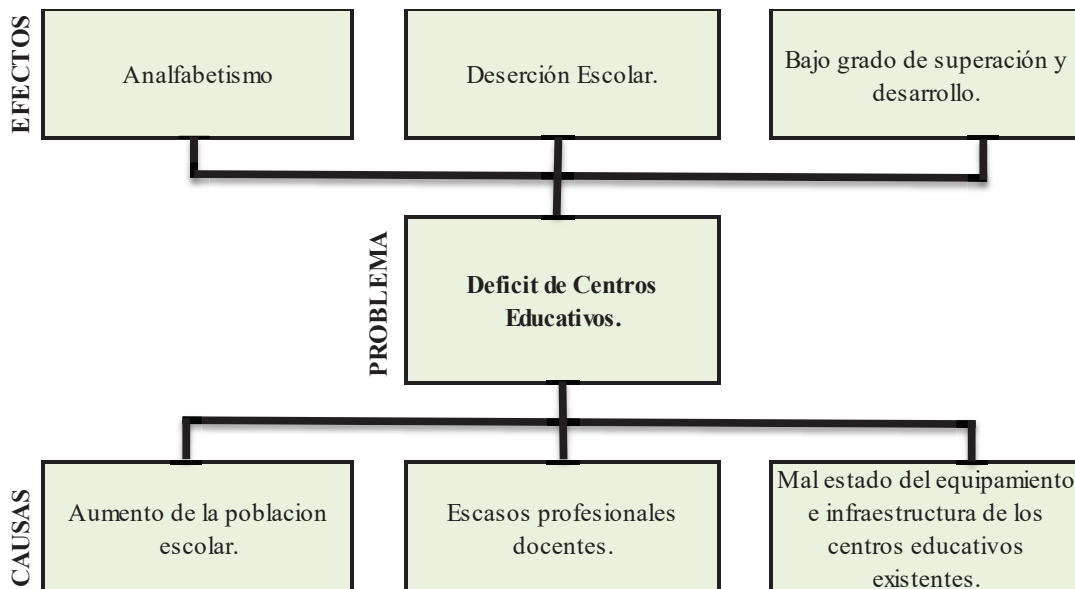 EFECTOS
Analfabetismo
Deserción Escolar.
Bajo grado de superación y
desarrollo.
PROBLEMA
Deficit de Centros
Educativos.
CAUSAS
Aumento de la poblacion
escolar.
Escasos profesionales
docentes.
Mal estado del equipamiento
e infraestructura de los
centros educativos
existentes.